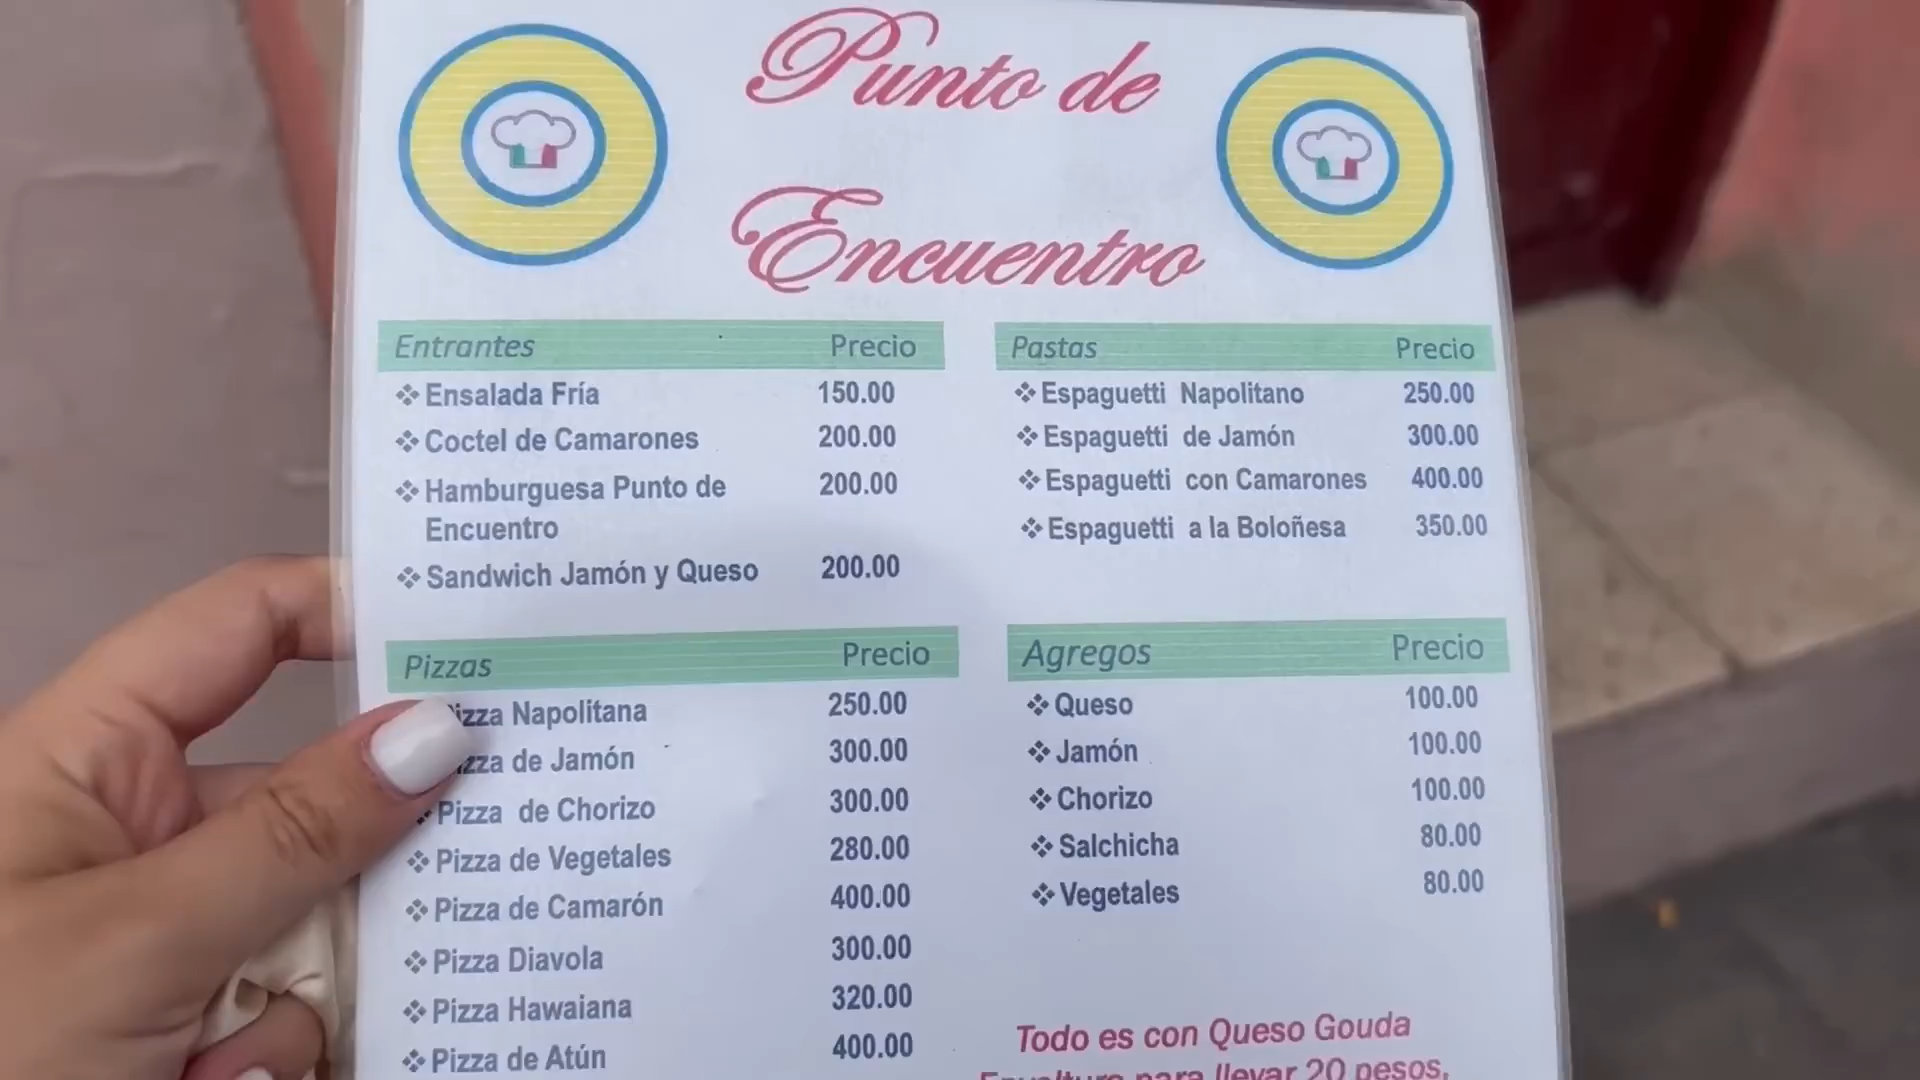 Punto de
Encuentro
Entrantes Precio
Ensalada Fría 150.00
Coctel de Camarones 200.00
Hamburguesa Punto de 200.00
Encuentro
Sandwich Jamón y Queso 200.00
Pastas Precio
Espaguetti Napolitano 250.00
Espaguetti de Jamón 300.00
Espaguetti con Camarones 400.00
Espaguetti a la Boloñesa 350.00
Pizzas Precio
Pizza Napolitana 250.00
Pizza de Jamón 300.00
Pizza de Chorizo 300.00
Pizza de Vegetales 280.00
Pizza de Camarón 400.00
Pizza Diavola 300.00
Pizza Hawaiana 320.00
Pizza de Atún 400.00
Agregos Precio
Queso 100.00
Jamón 100.00
Chorizo 100.00
Salchicha 80.00
Vegetales 80.00
Todo es con Queso Gouda
para llevar 20 pesos.